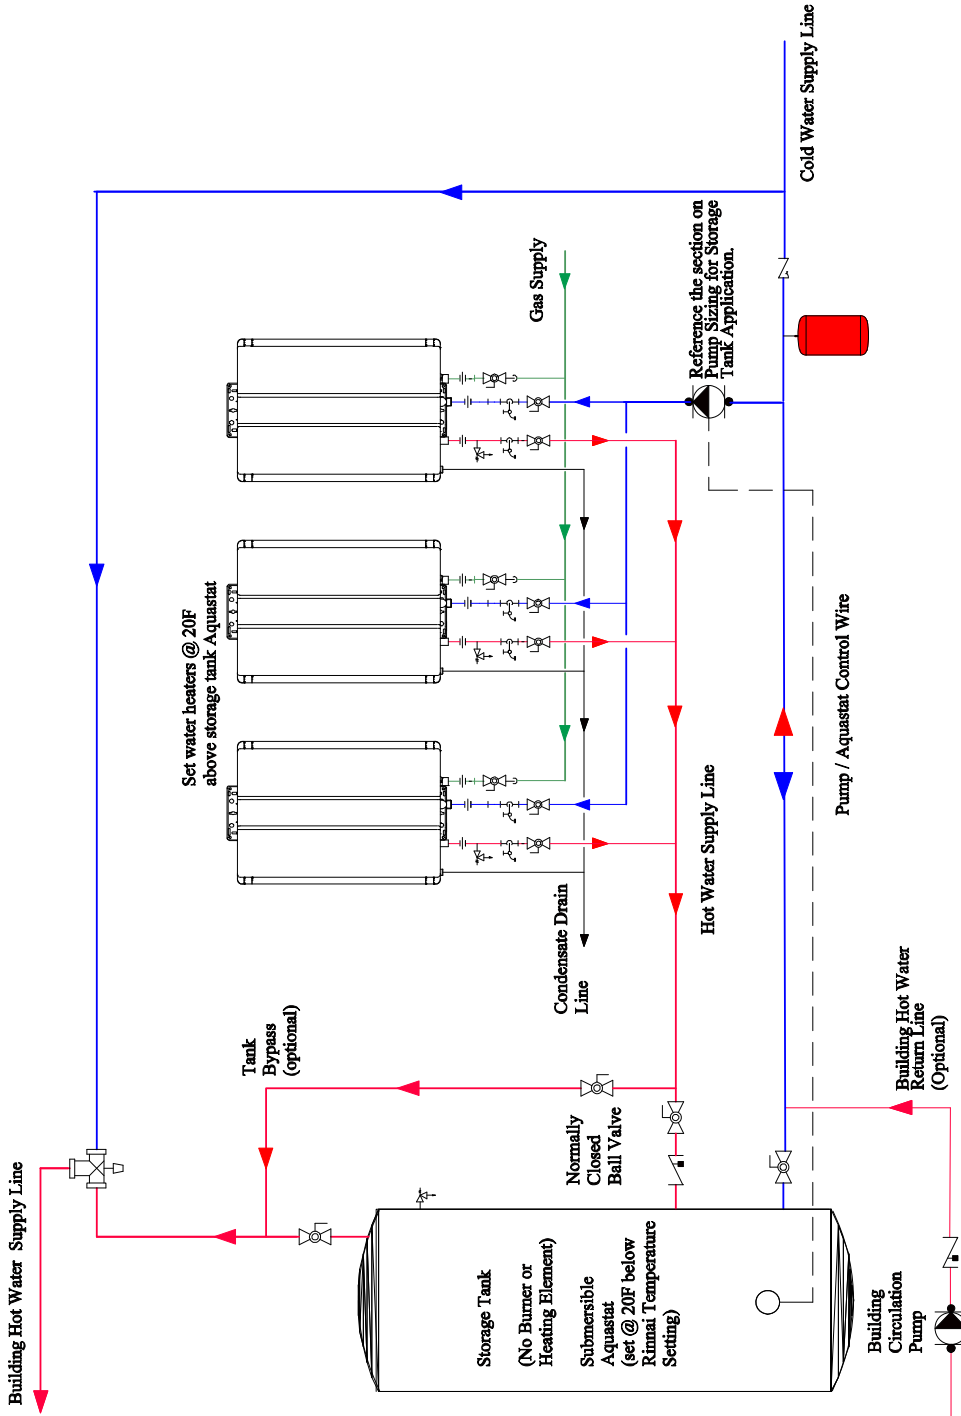 Building Hot Water  Supply Line
Tank
Bypass
(optional)
Set water heaters @ 20F
above storage tank Aquastat
Gas Supply
Cold Water Supply Line
Reference the section on
Pump Sizing for Storage
Tank Application.
Condensate Drain
Line
Hot Water Supply Line
Pump / Aquastat Control Wire
Normally
Closed
Ball Valve
Building Hot Water
Return Line
(Optional)
Storage Tank
(No Burner or
Heating Element)
Submersible
Aquastat
(set @ 20F below
Rinnai Temperature
Setting)
Building
Circulation
Pump